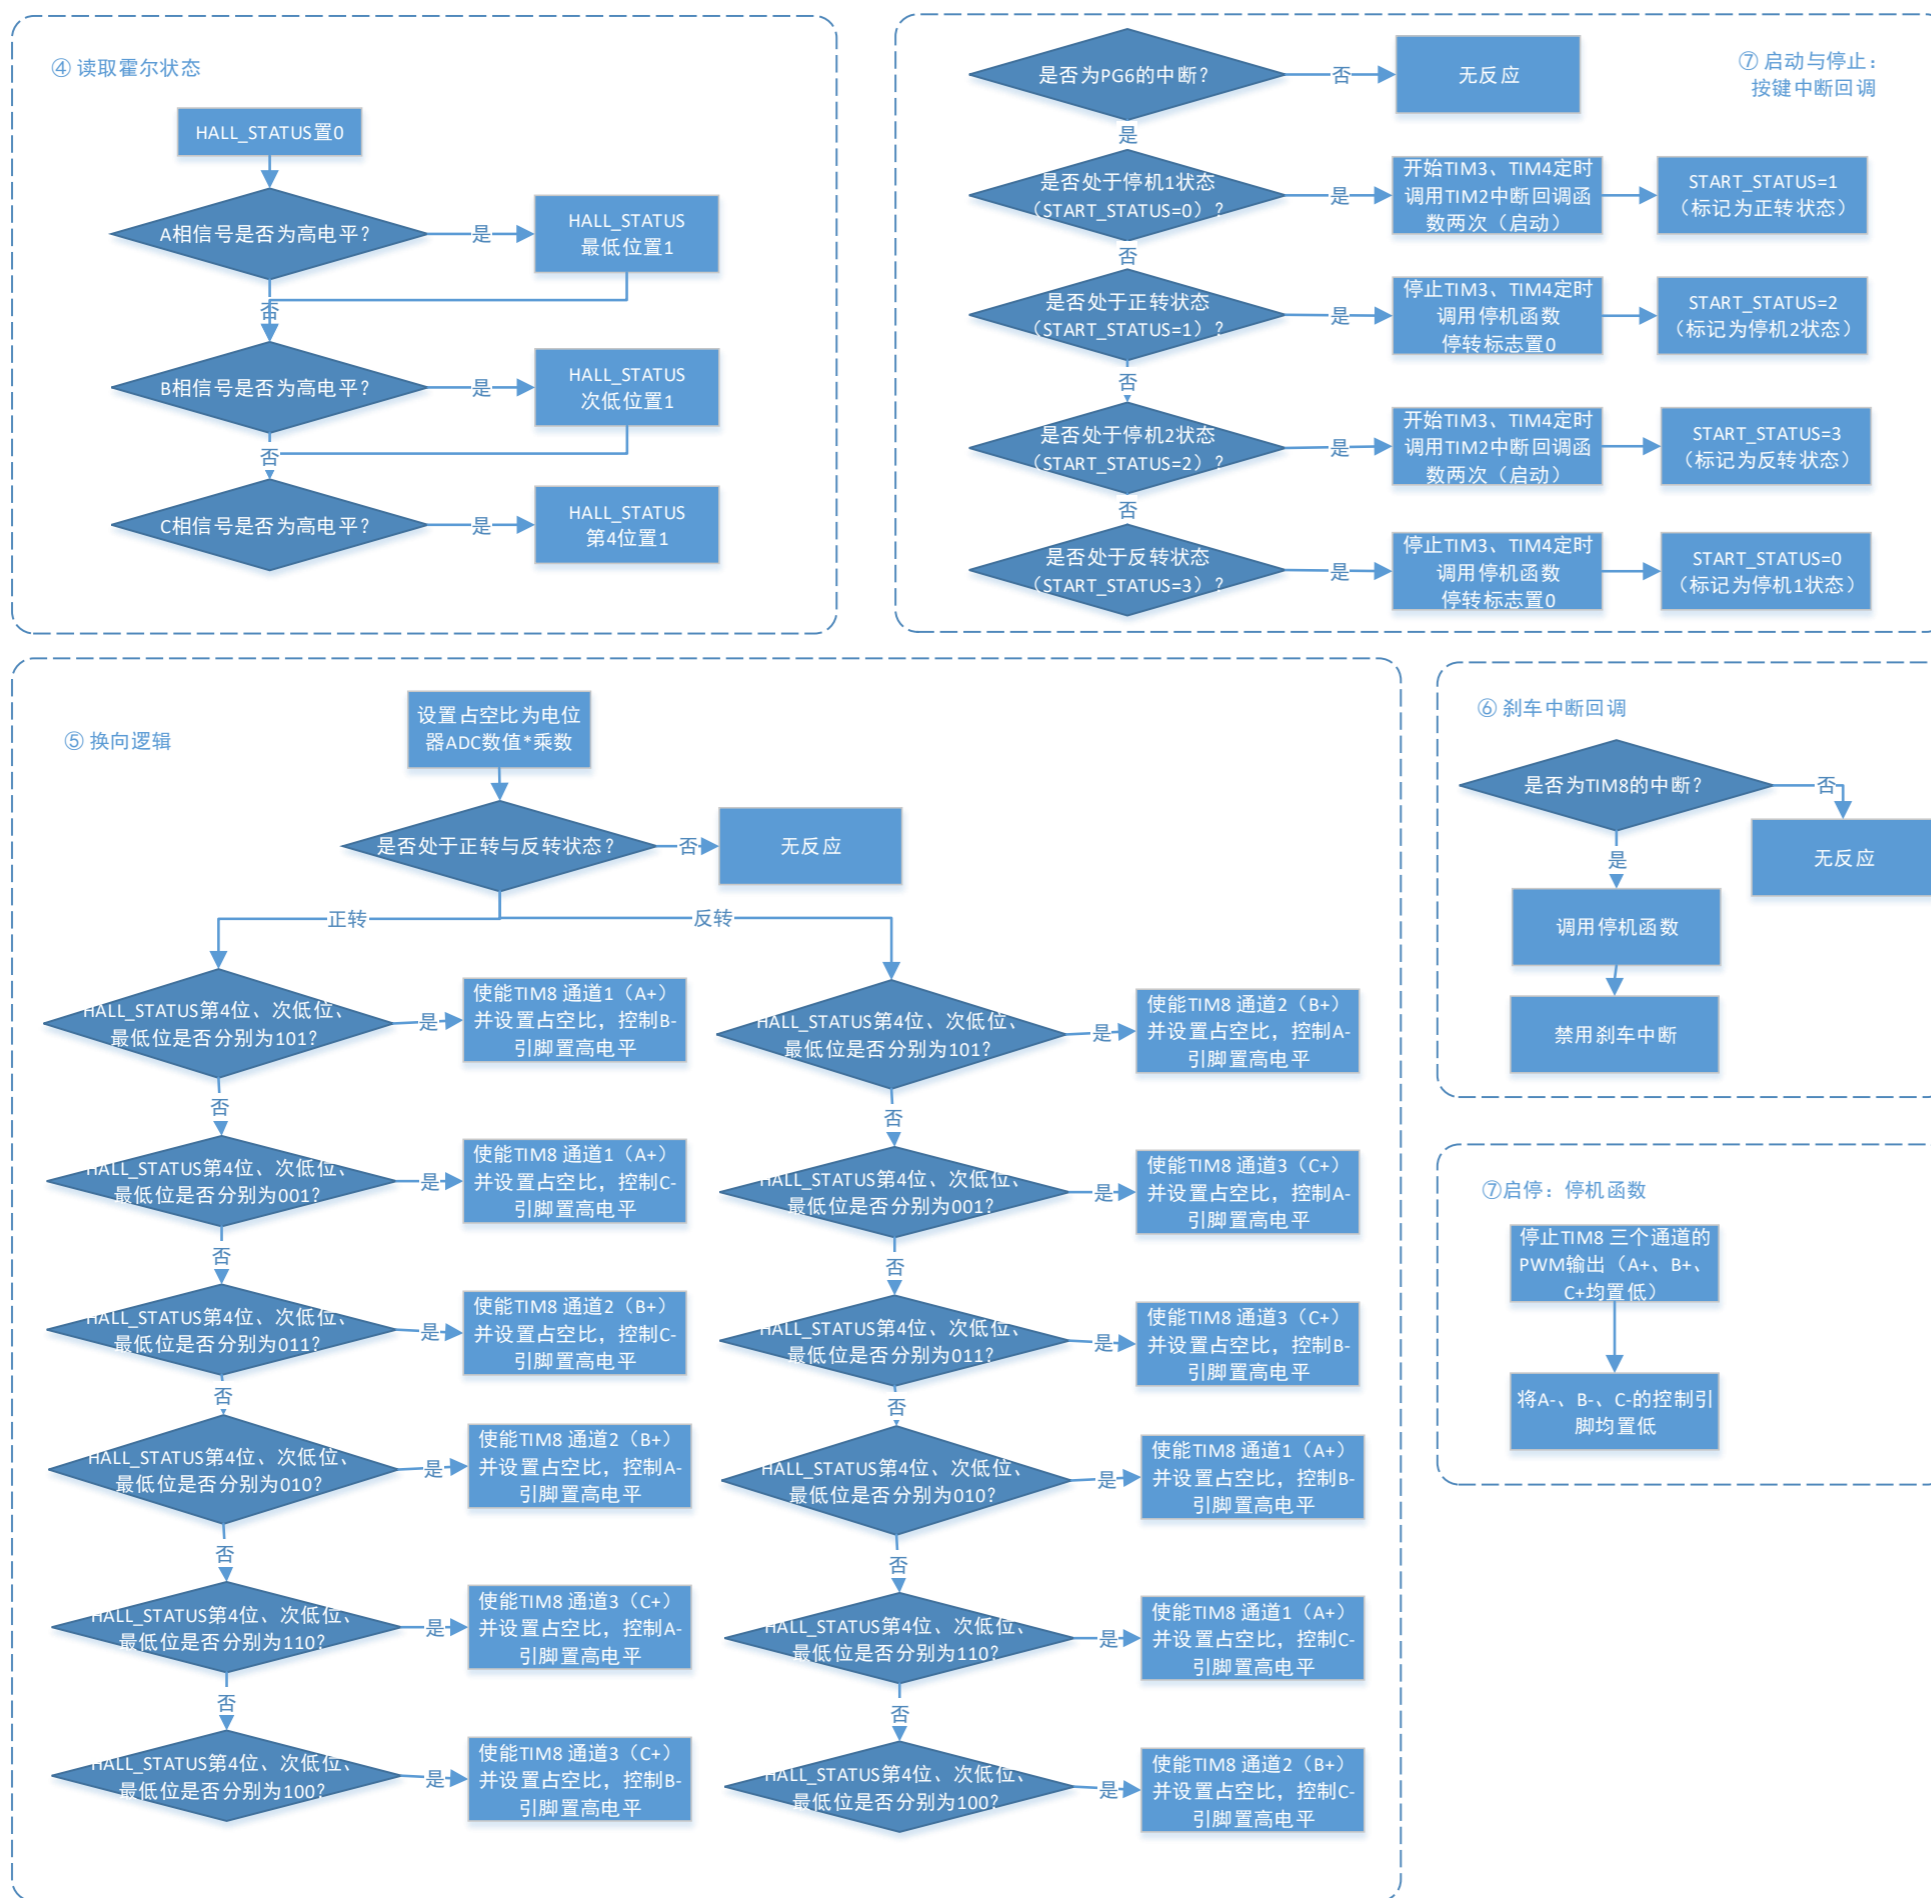 ④ 读取霍尔状态
HALL_STATUS置0
A相信号是否为高电平?
是
HALL_STATUS
最低位置1
否
B相信号是否为高电平?
是
HALL_STATUS
次低位置1
否
C相信号是否为高电平?
是
HALL_STATUS
第4位置1
⑦ 启动与停止：
按键中断回调
是否为PG6的中断?
否
无反应
是
是否处于停机1状态
（START_STATUS=0）?
是
开始TIM3、TIM4定时
调用TIM2中断回调函
数两次（启动）
START_STATUS=1
（标记为正转状态）
否
是否处于正转状态
（START_STATUS=1）?
是
停止TIM3、TIM4定时
调用停机函数
停转标志置0
START_STATUS=2
（标记为停机2状态）
否
是否处于停机2状态
（START_STATUS=2）?
是
开始TIM3、TIM4定时
调用TIM2中断回调函
数两次（启动）
START_STATUS=3
（标记为反转状态）
否
是否处于反转状态
（START_STATUS=3）?
是
停止TIM3、TIM4定时
调用停机函数
停转标志置0
START_STATUS=0
（标记为停机1状态）
⑤ 换向逻辑
设置占空比为电位
器ADC数值*乘数
是否处于正转与反转状态?
否
无反应
正转
反转
HALL_STATUS第4位、次低位、
最低位是否分别为101?
是
使能TIM8 通道1（A+）
并设置占空比，控制B-
引脚置高电平
否
HALL_STATUS第4位、次低位、
最低位是否分别为001?
是
使能TIM8 通道1（A+）
并设置占空比，控制C-
引脚置高电平
否
HALL_STATUS第4位、次低位、
最低位是否分别为011?
是
使能TIM8 通道2（B+）
并设置占空比，控制C-
引脚置高电平
否
HALL_STATUS第4位、次低位、
最低位是否分别为010?
是
使能TIM8 通道2（B+）
并设置占空比，控制A-
引脚置高电平
否
HALL_STATUS第4位、次低位、
最低位是否分别为110?
是
使能TIM8 通道3（C+）
并设置占空比，控制A-
引脚置高电平
否
HALL_STATUS第4位、次低位、
最低位是否分别为100?
是
使能TIM8 通道3（C+）
并设置占空比，控制B-
引脚置高电平
HALL_STATUS第4位、次低位、
最低位是否分别为101?
是
使能TIM8 通道2（B+）
并设置占空比，控制A-
引脚置高电平
否
HALL_STATUS第4位、次低位、
最低位是否分别为001?
是
使能TIM8 通道3（C+）
并设置占空比，控制A-
引脚置高电平
否
HALL_STATUS第4位、次低位、
最低位是否分别为011?
是
使能TIM8 通道3（C+）
并设置占空比，控制B-
引脚置高电平
否
HALL_STATUS第4位、次低位、
最低位是否分别为010?
是
使能TIM8 通道1（A+）
并设置占空比，控制B-
引脚置高电平
否
HALL_STATUS第4位、次低位、
最低位是否分别为110?
是
使能TIM8 通道1（A+）
并设置占空比，控制C-
引脚置高电平
否
HALL_STATUS第4位、次低位、
最低位是否分别为100?
是
使能TIM8 通道2（B+）
并设置占空比，控制C-
引脚置高电平
⑥ 刹车中断回调
是否为TIM8的中断?
否
无反应
是
调用停机函数
禁用刹车中断
⑦启停：停机函数
停止TIM8 三个通道的
PWM输出（A+、B+、
C+均置低）
将A-、B-、C-的控制引
脚均置低